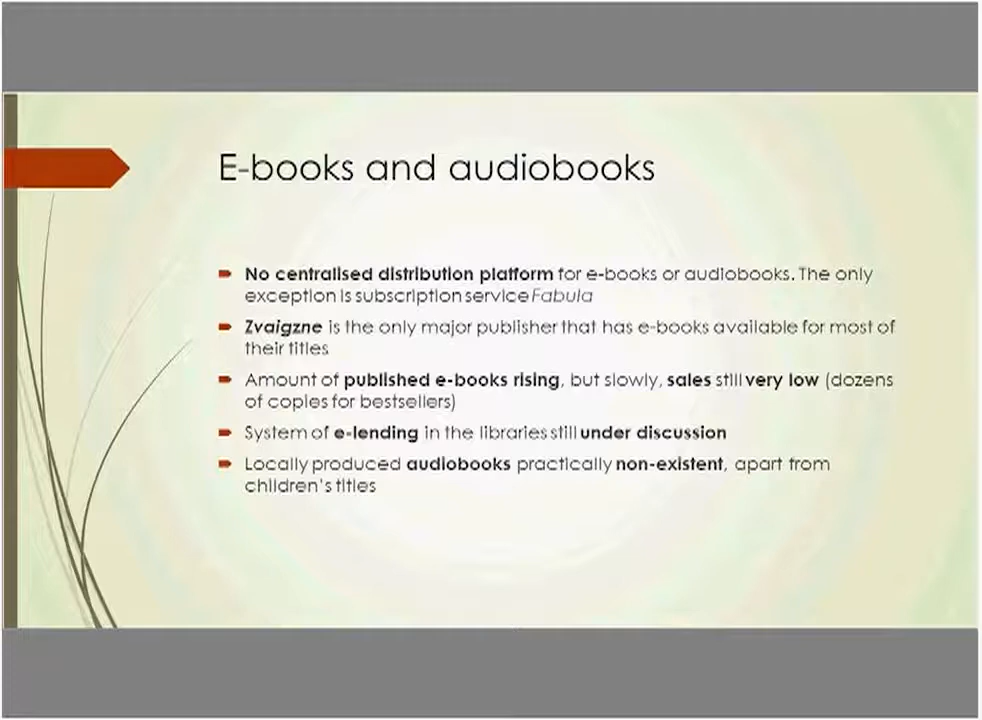 E-books and audiobooks
No centralised distribution platform for e-books or audiobooks. The only
exception is subscription service Fabula
Zvaigzne is the only major publisher that has e-books available for most of
their titles
Amount of published e-books rising, but slowly, sales still very low (dozens
of copies for bestsellers)
System of e-lending in the libraries still under discussion
Locally produced audiobooks practically non-existent, apart from
children's titles